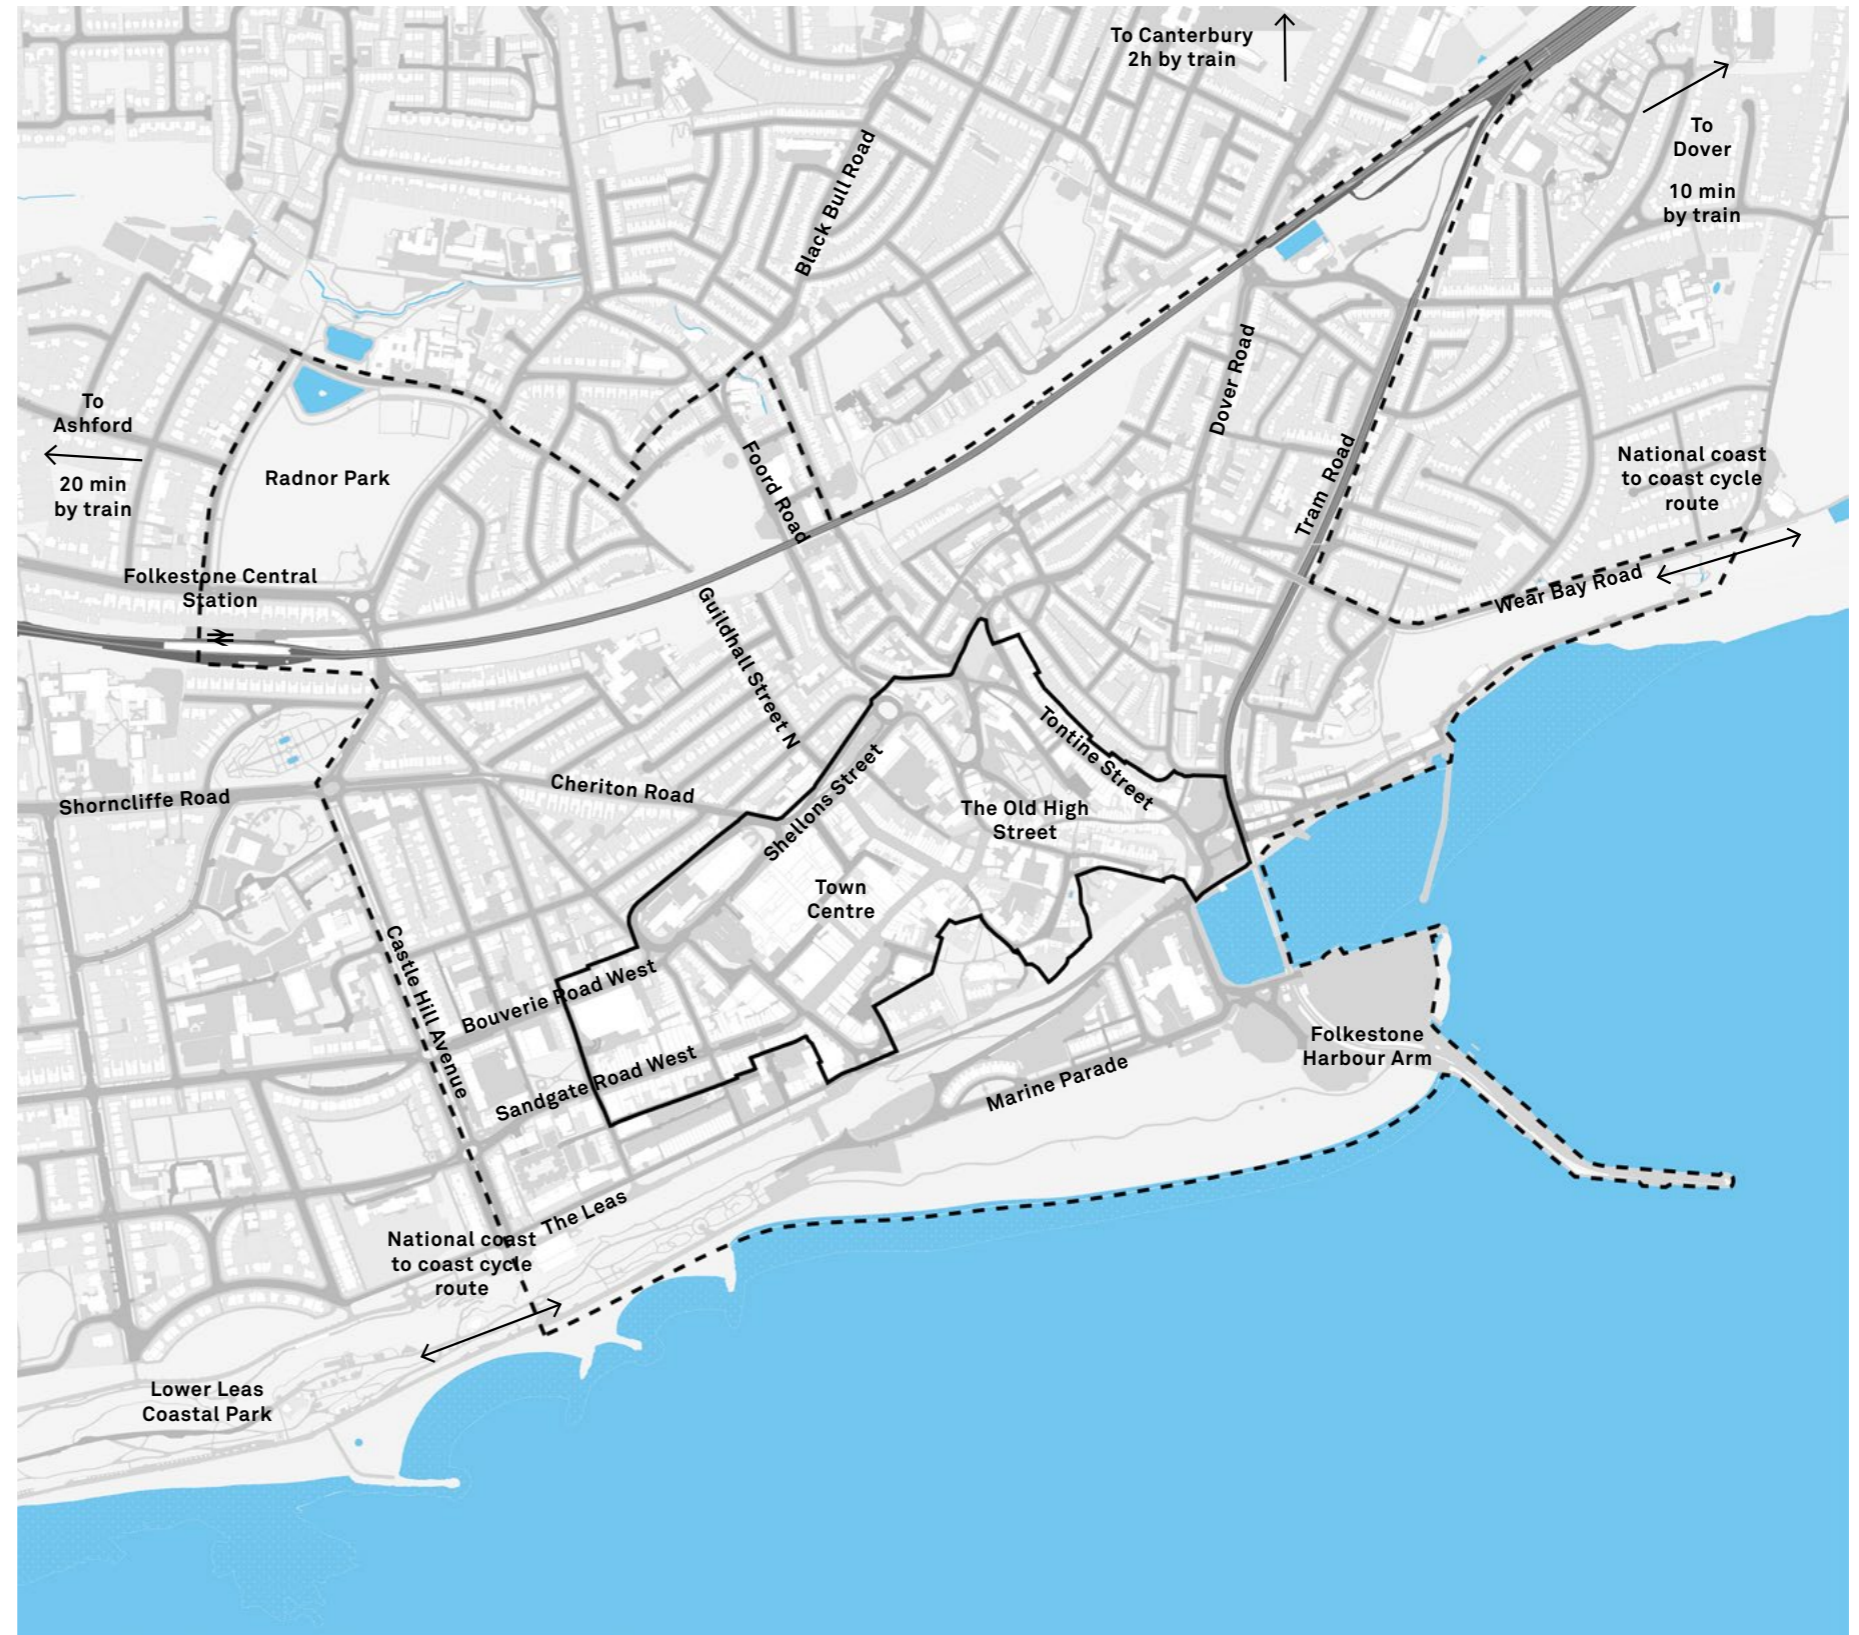 To Canterbury
2h by train
To
Dover
10 min
by train
Black Bull Road
Dover Road
To
Ashford
20 min
by train
Radnor Park
Foord Road
Tram Road
National coast
to coast cycle
route
Folkestone Central
Station
Wear Bay Road
Guildhall Street N
Tontine Street
Shorncliffe Road
Cheriton Road
Shellons Street
The Old High
Street
Town
Centre
Castle Hill Avenue
Bouverie Road West
Sandgate Road West
Folkestone
Harbour Arm
Marine Parade
The Leas
National coast
to coast cycle
route
Lower Leas
Coastal Park